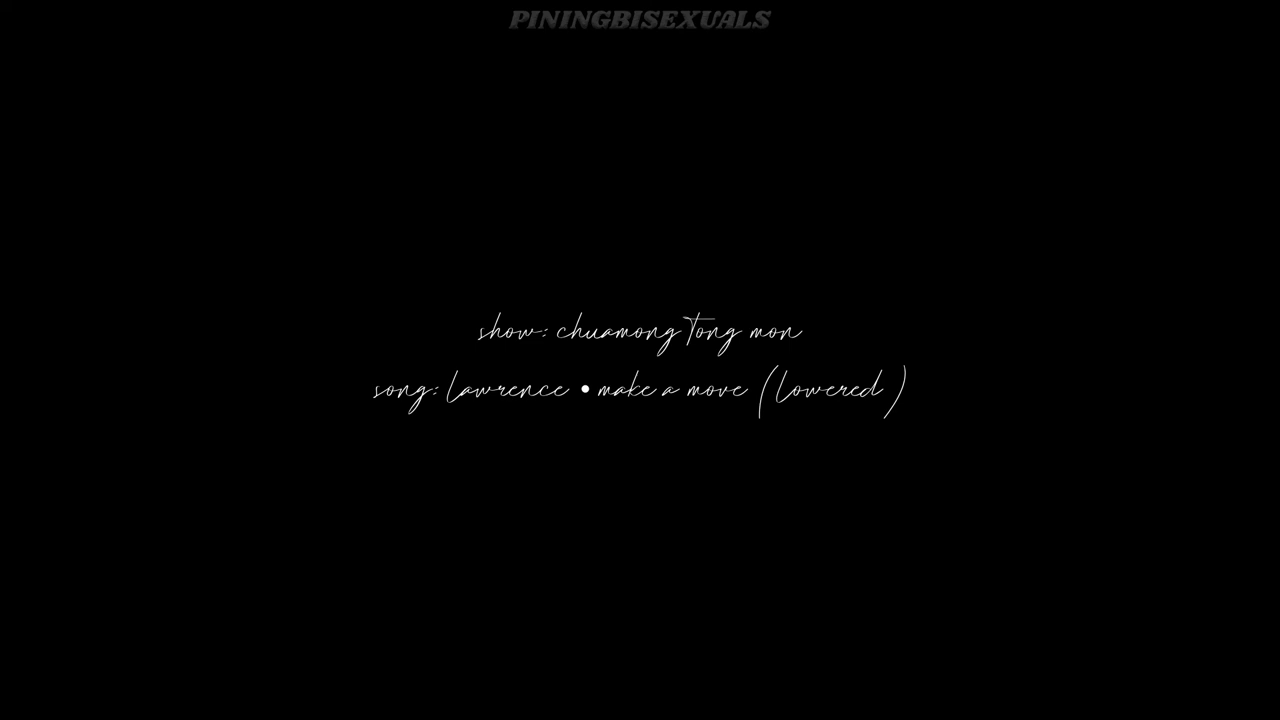 PININGBISEXUALS
show: chuamong tong mon
song: lawrence • make a move (lowered)